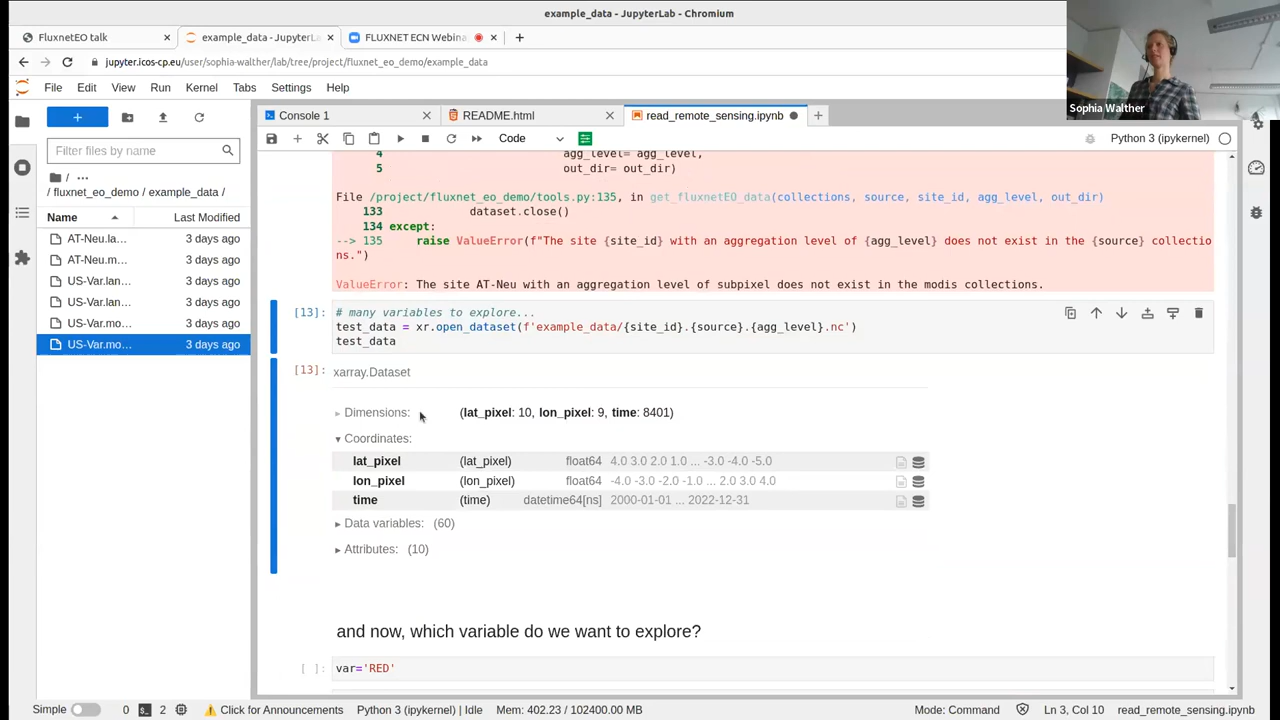 example_data - JupyterLab - Chromium
FluxnetEO talk
example_data - JupyterLa
FLUXNET ECN Webina
jupyter.icos-cp.eu/user/sophia-walther/lab/tree/project/fluxnet_eo_demo/example_data
Sophia Walther
File Edit View Run Kernel Tabs Settings Help
Console 1
README.html
read_remote_sensing.ipynb
Code
Python 3 (ipykernel)
Filter files by name
/ ... / fluxnet_eo_demo / example_data /
Name Last Modified
AT-Neu.la... 3 days ago
AT-Neu.m... 3 days ago
US-Var.lan... 3 days ago
US-Var.lan... 3 days ago
US-Var.mo... 3 days ago
US-Var.mo... 3 days ago
4 agg_level= agg_level,
5 out_dir= out_dir)
File /project/fluxnet_eo_demo/tools.py:135, in get_fluxnetEO_data(collections, source, site_id, agg_level, out_dir)
133 dataset.close()
134 except:
--> 135 raise ValueError(f"The site {site_id} with an aggregation level of {agg_level} does not exist in the {source} collectio
ns.")
ValueError: The site AT-Neu with an aggregation level of subpixel does not exist in the modis collections.
[13]: # many variables to explore...
test_data = xr.open_dataset(f'example_data/{site_id}.{source}.{agg_level}.nc')
test_data
[13]: xarray.Dataset
Dimensions: (lat_pixel: 10, lon_pixel: 9, time: 8401)
Coordinates:
lat_pixel (lat_pixel) float64 4.0 3.0 2.0 1.0 ... -3.0 -4.0 -5.0
lon_pixel (lon_pixel) float64 -4.0 -3.0 -2.0 -1.0 ... 2.0 3.0 4.0
time (time) datetime64[ns] 2000-01-01 ... 2022-12-31
Data variables: (60)
Attributes: (10)
and now, which variable do we want to explore?
[ ]: var='RED'
Simple 0 2 Click for Announcements Python 3 (ipykernel) | Idle Mem: 402.23 / 102400.00 MB Mode: Command Ln 3, Col 10 read_remote_sensing.ipynb